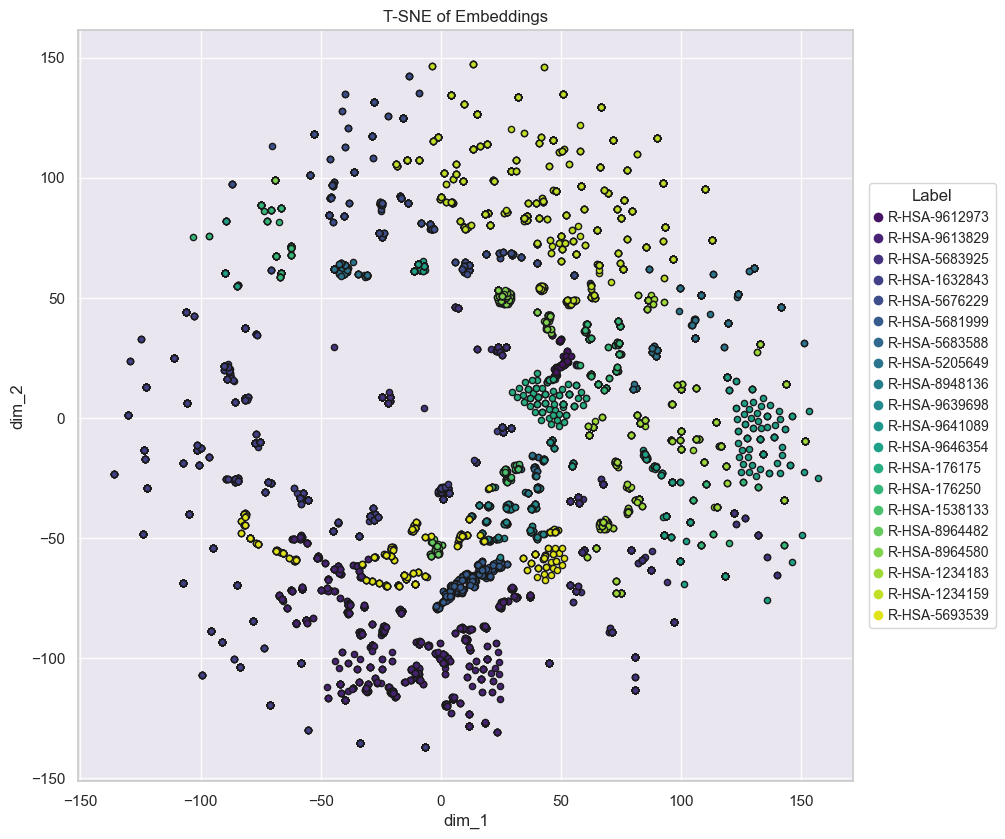 T-SNE of Embeddings
150
100
50
0
−50
−100
−150
dim_2
−150
−100
−50
0
50
100
150
dim_1
Label
R-HSA-9612973
R-HSA-9613829
R-HSA-5683925
R-HSA-1632843
R-HSA-5676229
R-HSA-5681999
R-HSA-5683588
R-HSA-5205649
R-HSA-8948136
R-HSA-9639698
R-HSA-9641089
R-HSA-9646354
R-HSA-176175
R-HSA-176250
R-HSA-1538133
R-HSA-8964482
R-HSA-8964580
R-HSA-1234183
R-HSA-1234159
R-HSA-5693539